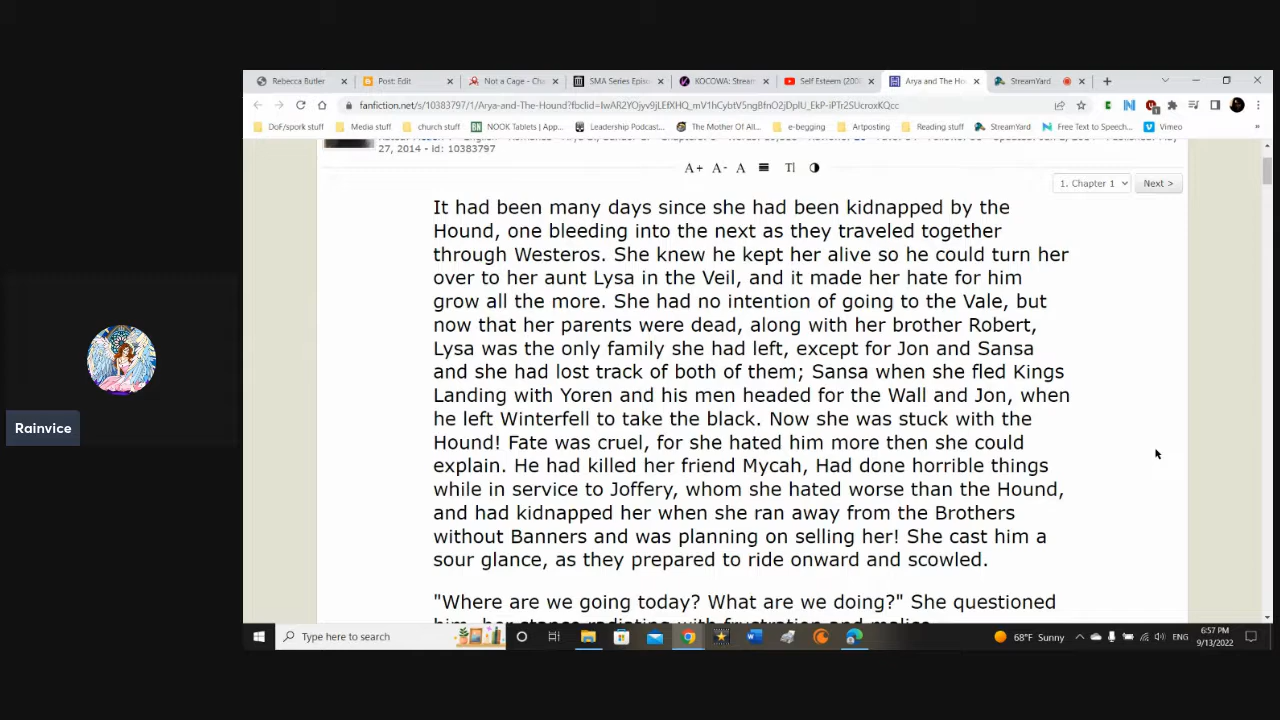 Rebecca Butler
Post: Edit
Not a Cage - Cha
SMA Series Epis
KOCOWA: Stream
Self Esteem (200
Arya and The Ho
StreamYard
DoF/spork stuff
Media stuff
church stuff
NOOK Tablets | App...
Leadership Podcast...
The Mother Of All...
e-begging
Artposting
Reading stuff
StreamYard
Free Text to Speech...
Vimeo
27, 2014 - id: 10383797
A+ A- A
1. Chapter 1
Next >
It had been many days since she had been kidnapped by the
Hound, one bleeding into the next as they traveled together
through Westeros. She knew he kept her alive so he could turn her
over to her aunt Lysa in the Veil, and it made her hate for him
grow all the more. She had no intention of going to the Vale, but
now that her parents were dead, along with her brother Robert,
Lysa was the only family she had left, except for Jon and Sansa
and she had lost track of both of them; Sansa when she fled Kings
Landing with Yoren and his men headed for the Wall and Jon, when
he left Winterfell to take the black. Now she was stuck with the
Hound! Fate was cruel, for she hated him more then she could
explain. He had killed her friend Mycah, Had done horrible things
while in service to Joffery, whom she hated worse than the Hound,
and had kidnapped her when she ran away from the Brothers
without Banners and was planning on selling her! She cast him a
sour glance, as they prepared to ride onward and scowled.
"Where are we going today? What are we doing?" She questioned
him, her stance radiating with frustration and malice.
Rainvice
Type here to search
68°F Sunny
ENG
6:57 PM
9/13/2022